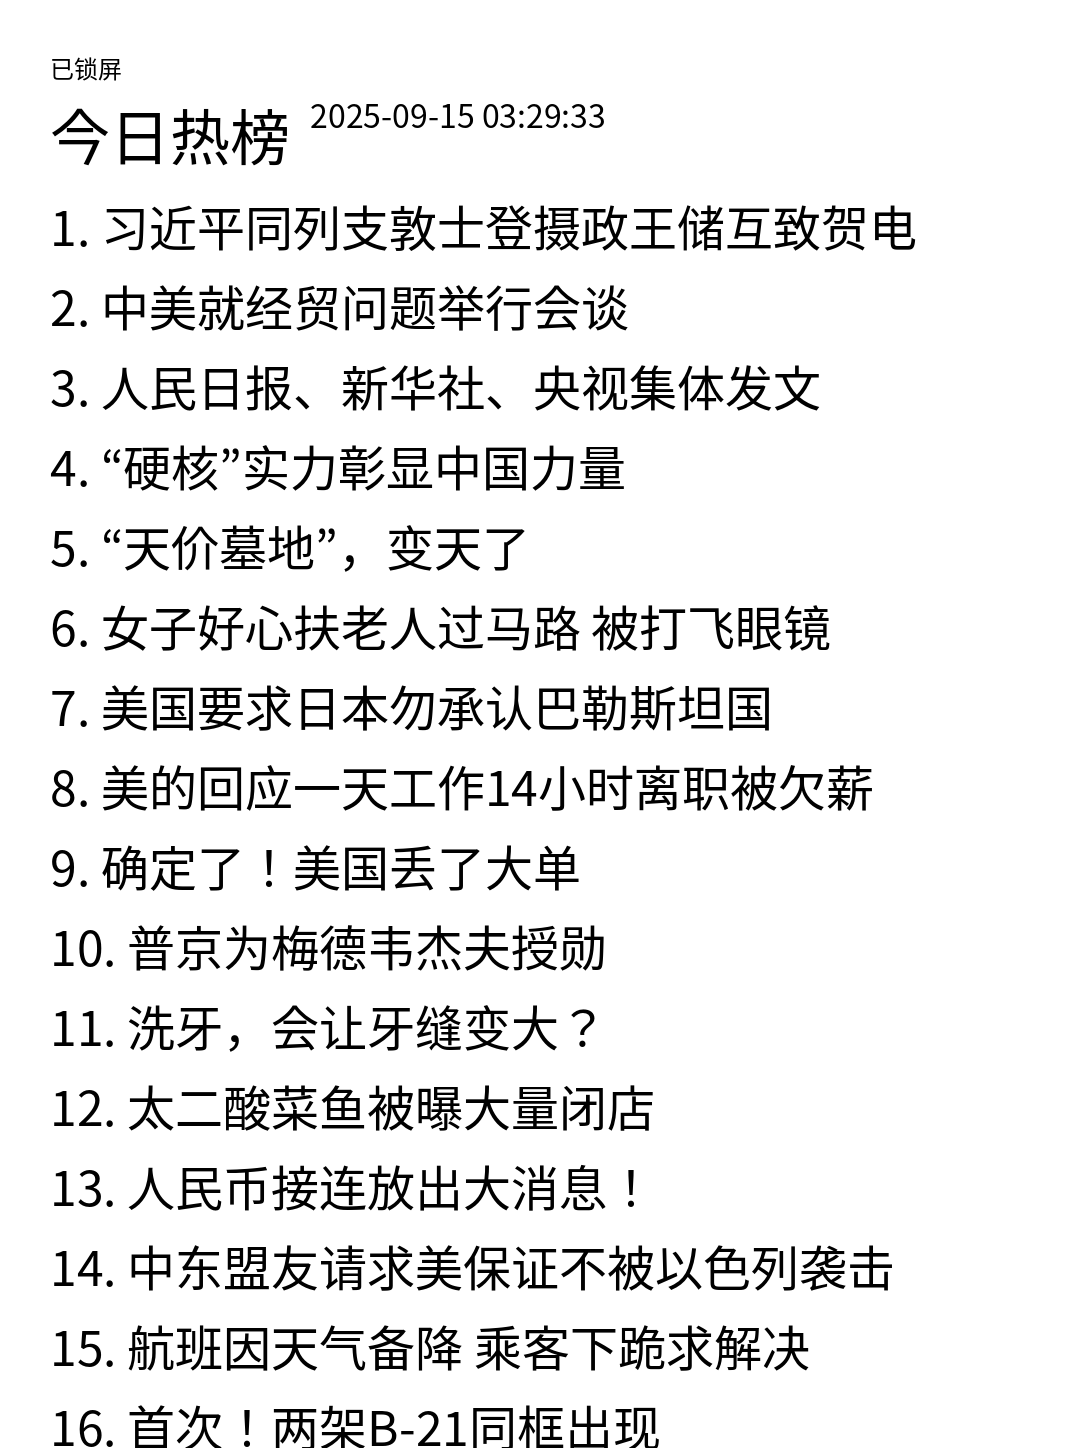 已锁屏
今日热榜 2025-09-15 03:29:33
1. 习近平同列支敦士登摄政王储互致贺电
2. 中美就经贸问题举行会谈
3. 人民日报、新华社、央视集体发文
4. “硬核”实力彰显中国力量
5. “天价墓地”，变天了
6. 女子好心扶老人过马路 被打飞眼镜
7. 美国要求日本勿承认巴勒斯坦国
8. 美的回应一天工作14小时离职被欠薪
9. 确定了！美国丢了大单
10. 普京为梅德韦杰夫授勋
11. 洗牙，会让牙缝变大？
12. 太二酸菜鱼被曝大量闭店
13. 人民币接连放出大消息！
14. 中东盟友请求美保证不被以色列袭击
15. 航班因天气备降 乘客下跪求解决
16. 首次！两架B-21同框出现